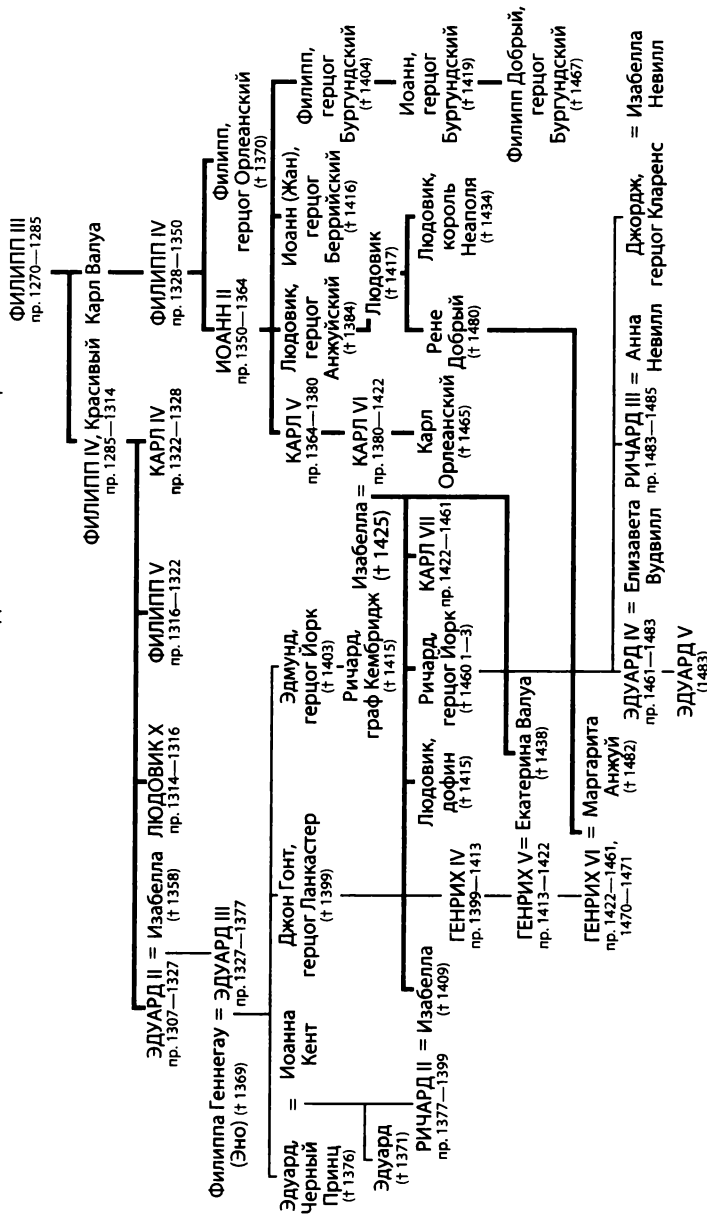 ФИЛИПП III
пр. 1270—1285
ФИЛИПП IV, Красивый
пр. 1285—1314
Карл Валуа
ЭДУАРД II = Изабелла
пр. 1307—1327
(† 1358)
ЛЮДОВИК X
пр. 1314—1316
ФИЛИПП V
пр. 1316—1322
КАРЛ IV
пр. 1322—1328
ФИЛИПП IV
пр. 1328—1350
Филиппа Геннегау = ЭДУАРД III
(Эно) († 1369)
пр. 1327—1377
ИОАНН II
пр. 1350—1364
Филипп,
герцог Орлеанский
(† 1370)
Эдуард,
Черный
Принц
(† 1376)
=
Иоанна
Кент
Джон Гонт,
герцог Ланкастер
(† 1399)
Эдмунд,
герцог Йорк
(† 1403)
КАРЛ V
пр. 1364—1380
Людовик,
герцог
Анжуйский
(† 1384)
Иоанн (Жан),
герцог
Беррийский
(† 1416)
Филипп,
герцог
Бургундский
(† 1404)
Эдуард
(† 1371)
Ричард,
граф Кембридж
(† 1415)
Изабелла =
(† 1425)
КАРЛ VI
пр. 1380—1422
Людовик
(† 1417)
Иоанн,
герцог
Бургундский
(† 1419)
РИЧАРД II = Изабелла
пр. 1377—1399
(† 1409)
ГЕНРИХ IV
пр. 1399—1413
Людовик,
дофин
(† 1415)
Ричард,
герцог Йорк
(† 1460 1—3)
КАРЛ VII
пр. 1422—1461
Карл
Орлеанский
(† 1465)
Рене
Добрый
(† 1480)
Людовик,
король
Неаполя
(† 1434)
Филипп Добрый,
герцог
Бургундский
(† 1467)
ГЕНРИХ V = Екатерина Валуа
пр. 1413—1422
(† 1438)
ГЕНРИХ VI = Маргарита
пр. 1422—1461,
1470—1471
Анжуй
(† 1482)
ЭДУАРД IV = Елизавета
пр. 1461—1483
Вудвилл
РИЧАРД III = Анна
пр. 1483—1485
Невилл
Джордж,
герцог Кларенс
= Изабелла
Невилл
ЭДУАРД V
(1483)